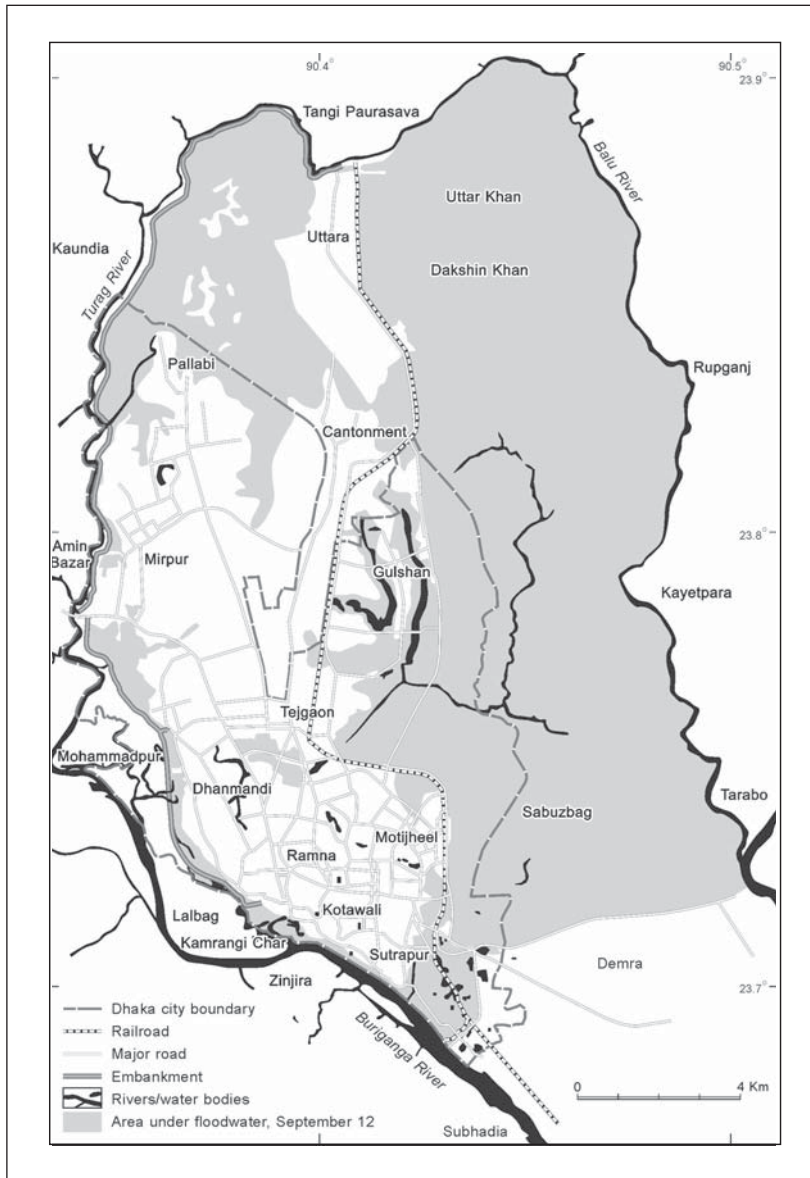 90.4°
90.5°
23.9°
Tangi Paurasava
Balu River
Uttar Khan
Uttara
Kaundia
Dakshin Khan
Turag River
Pallabi
Rupganj
Cantonment
23.8°
Amin
Bazar
Mirpur
Gulshan
Kayetpara
Tejgaon
Mohammadpur
Dhanmandi
Tarabo
Sabuzbag
Motijheel
Ramna
Lalbag
Kotawali
Kamrangi Char
Sutrapur
Demra
Zinjira
23.7°
Buriganga River
Dhaka city boundary
Railroad
Major road
Embankment
Rivers/water bodies
Area under floodwater, September 12
0 4 Km
Subhadia